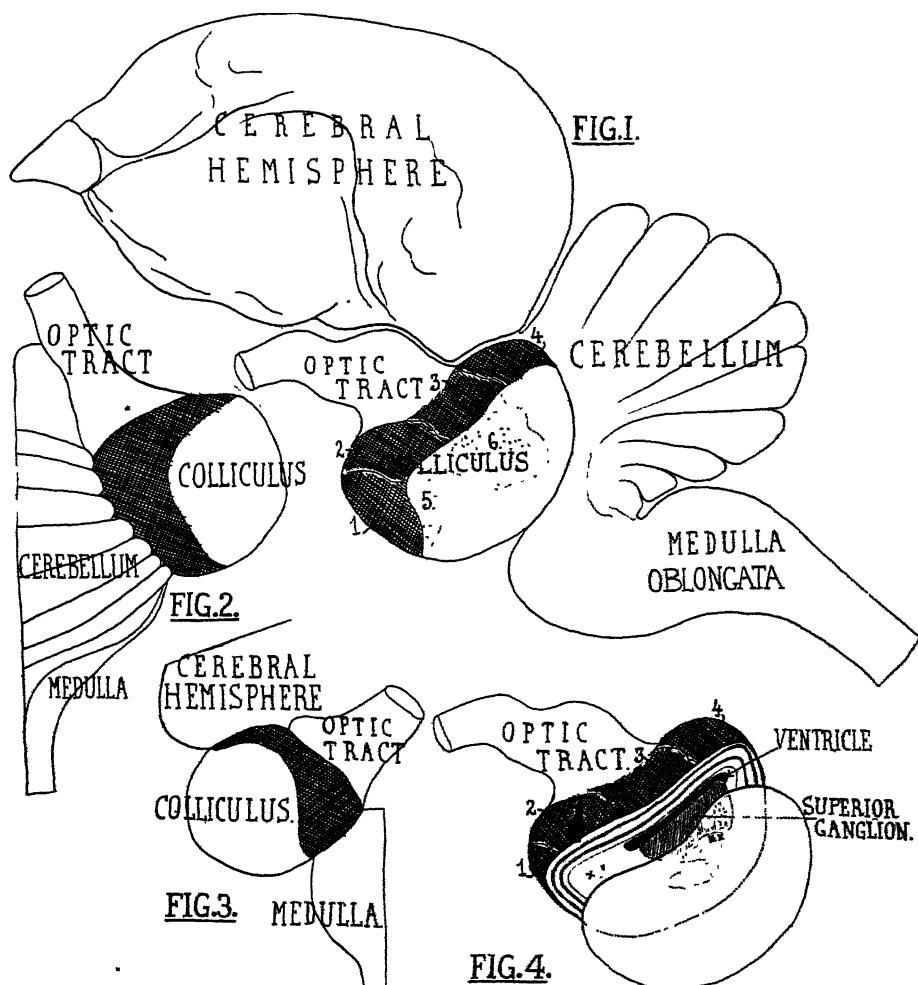 FIG.1.
CEREBRAL
HEMISPHERE
OPTIC
TRACT
OPTIC
TRACT
4
3
CEREBELLUM
2
COLLICULUS
6
LLICULUS
5
1
CEREBELLUM
MEDULLA
OBLONGATA
FIG.2.
MEDULLA
CEREBRAL
HEMISPHERE
OPTIC
TRACT
COLLICULUS.
FIG.3.
MEDULLA
OPTIC
TRACT.
4
3
VENTRICLE
2
SUPERIOR
GANGLION.
1
x
xx
FIG.4.